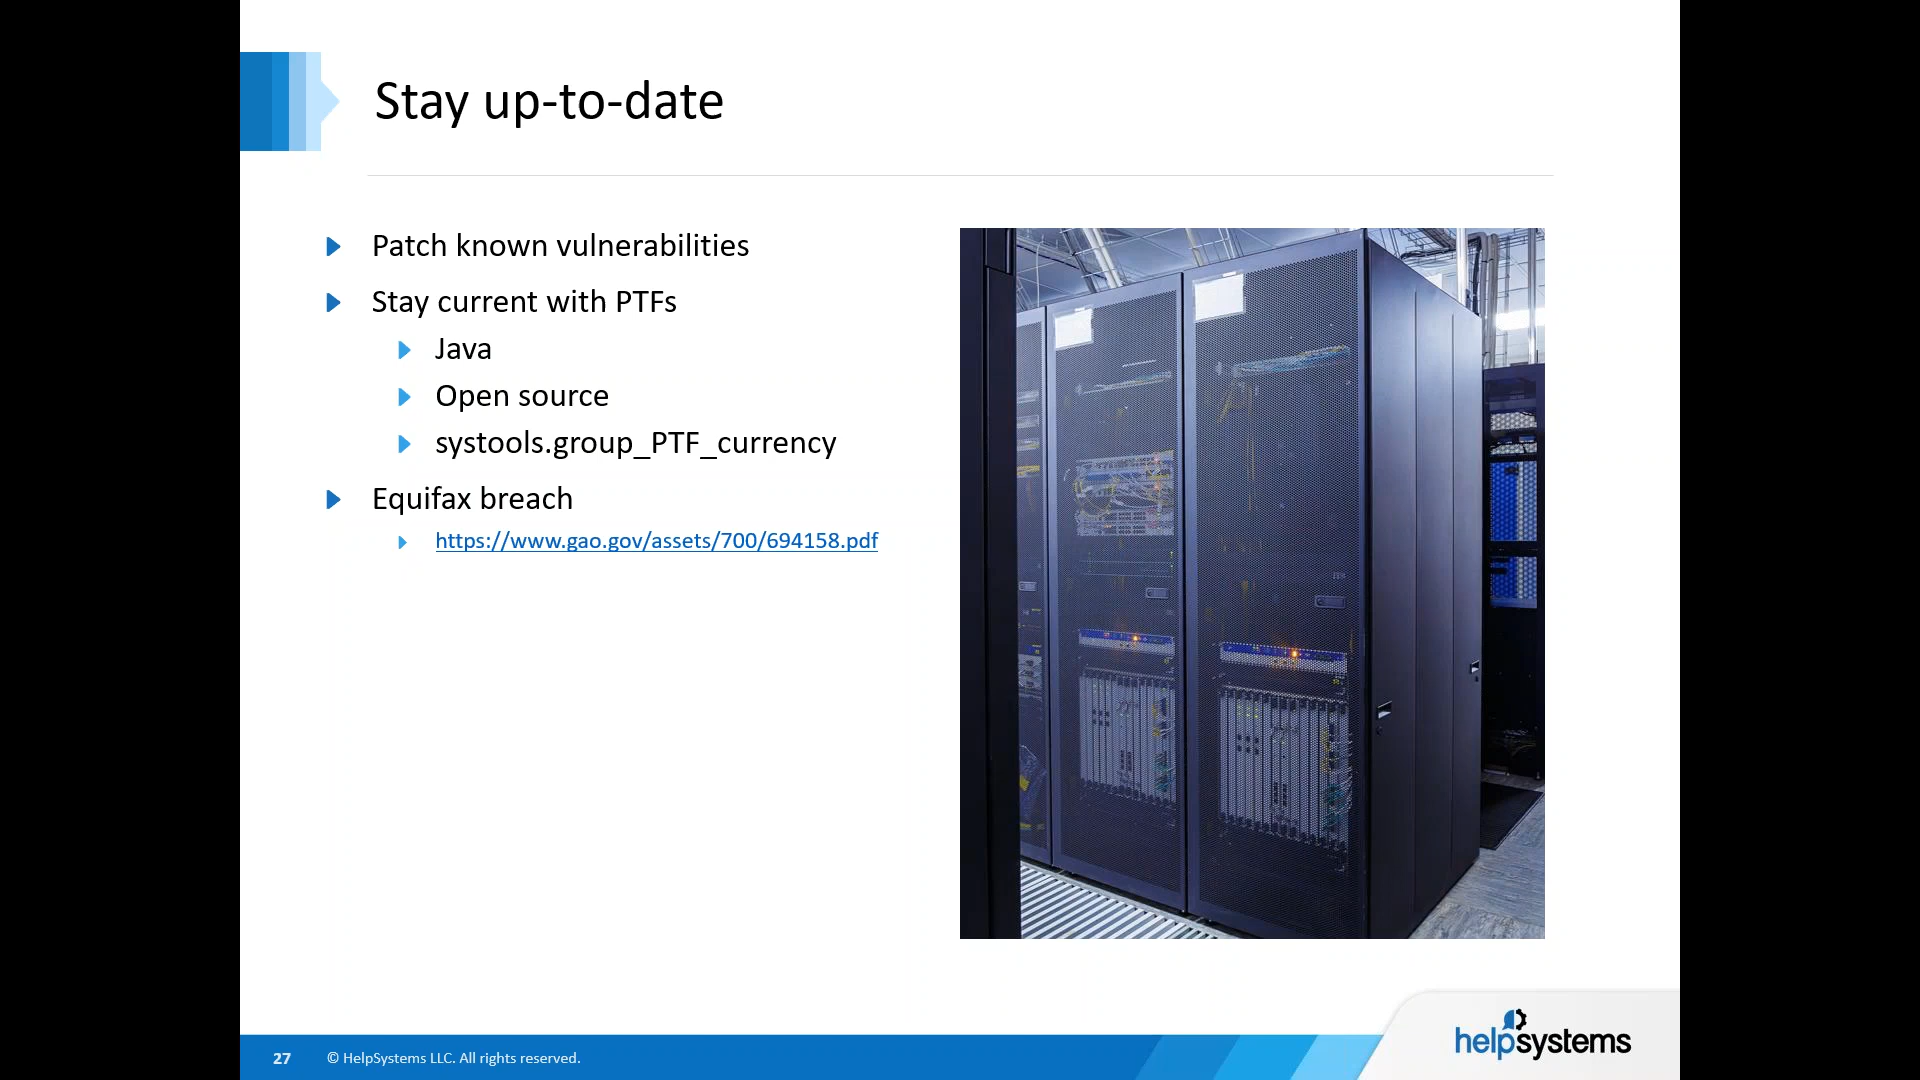 Stay up-to-date
Patch known vulnerabilities
Stay current with PTFs
Java
Open source
systools.group_PTF_currency
Equifax breach
https://www.gao.gov/assets/700/694158.pdf
27
© HelpSystems LLC. All rights reserved.
helpsystems